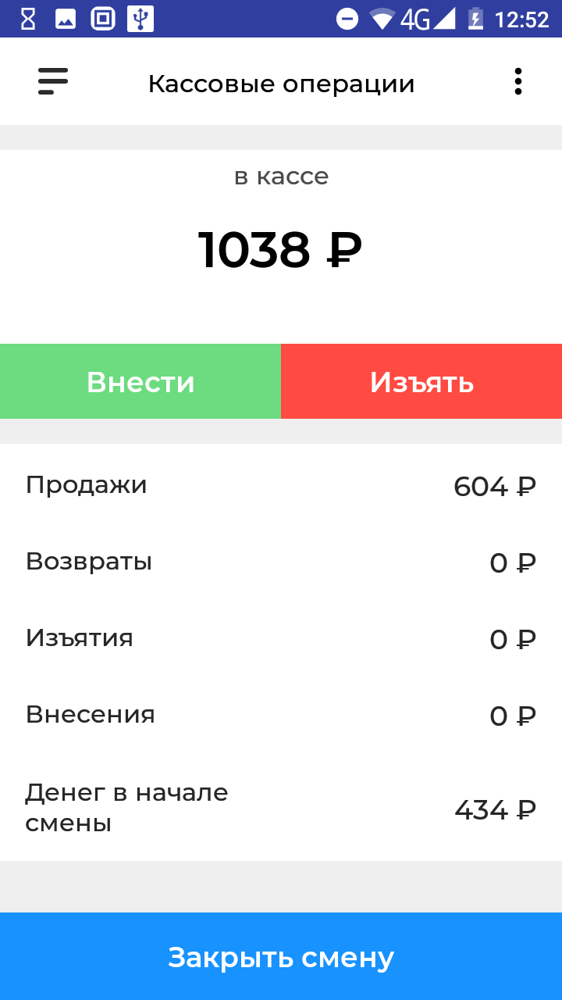 4G 12:52
Кассовые операции
в кассе
1038 ₽
Внести Изъять
Продажи 604 ₽
Возвраты 0 ₽
Изъятия 0 ₽
Внесения 0 ₽
Денег в начале
смены 434 ₽
Закрыть смену